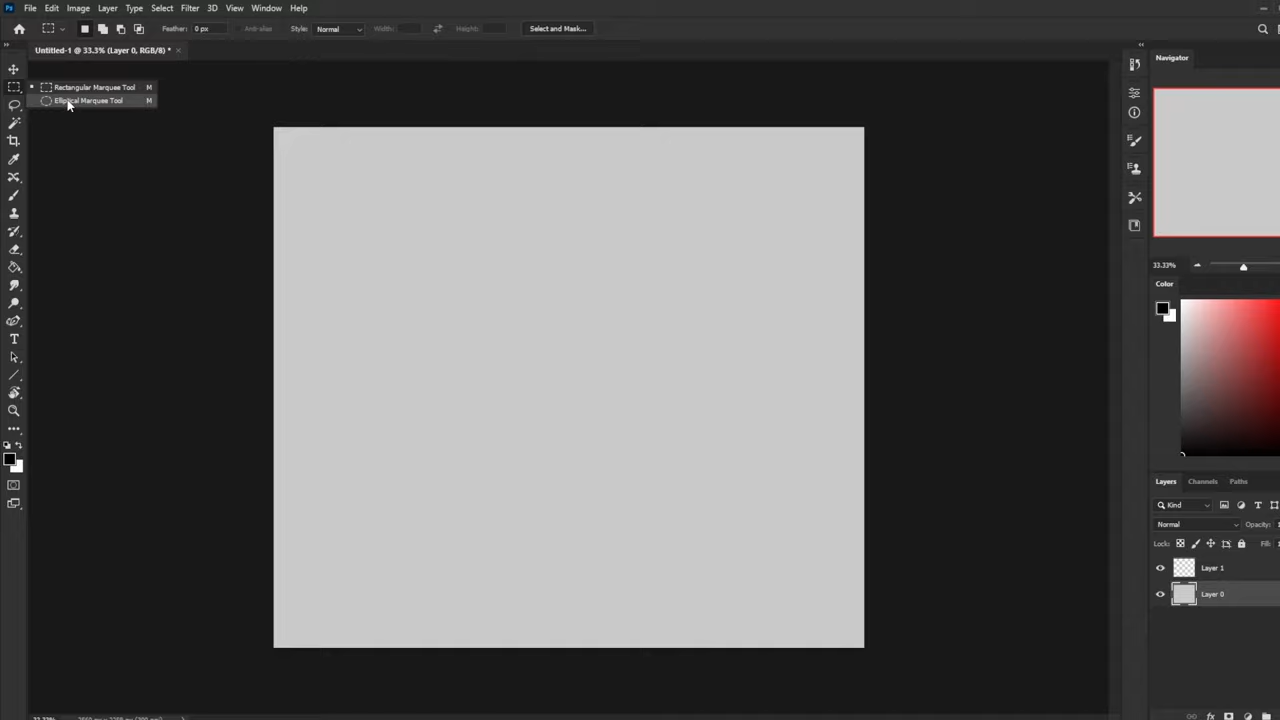 Ps File Edit Image Layer Type Select Filter 3D View Window Help
Feather: 0 px Anti-alias Style: Normal Width: Height: Select and Mask...
Untitled-1 @ 33.3% (Layer 0, RGB/8) *
Navigator
Rectangular Marquee Tool M
Elliptical Marquee Tool M
33.33%
Color
Layers Channels Paths
Kind
Normal Opacity:
Lock: Fill:
Layer 1
Layer 0